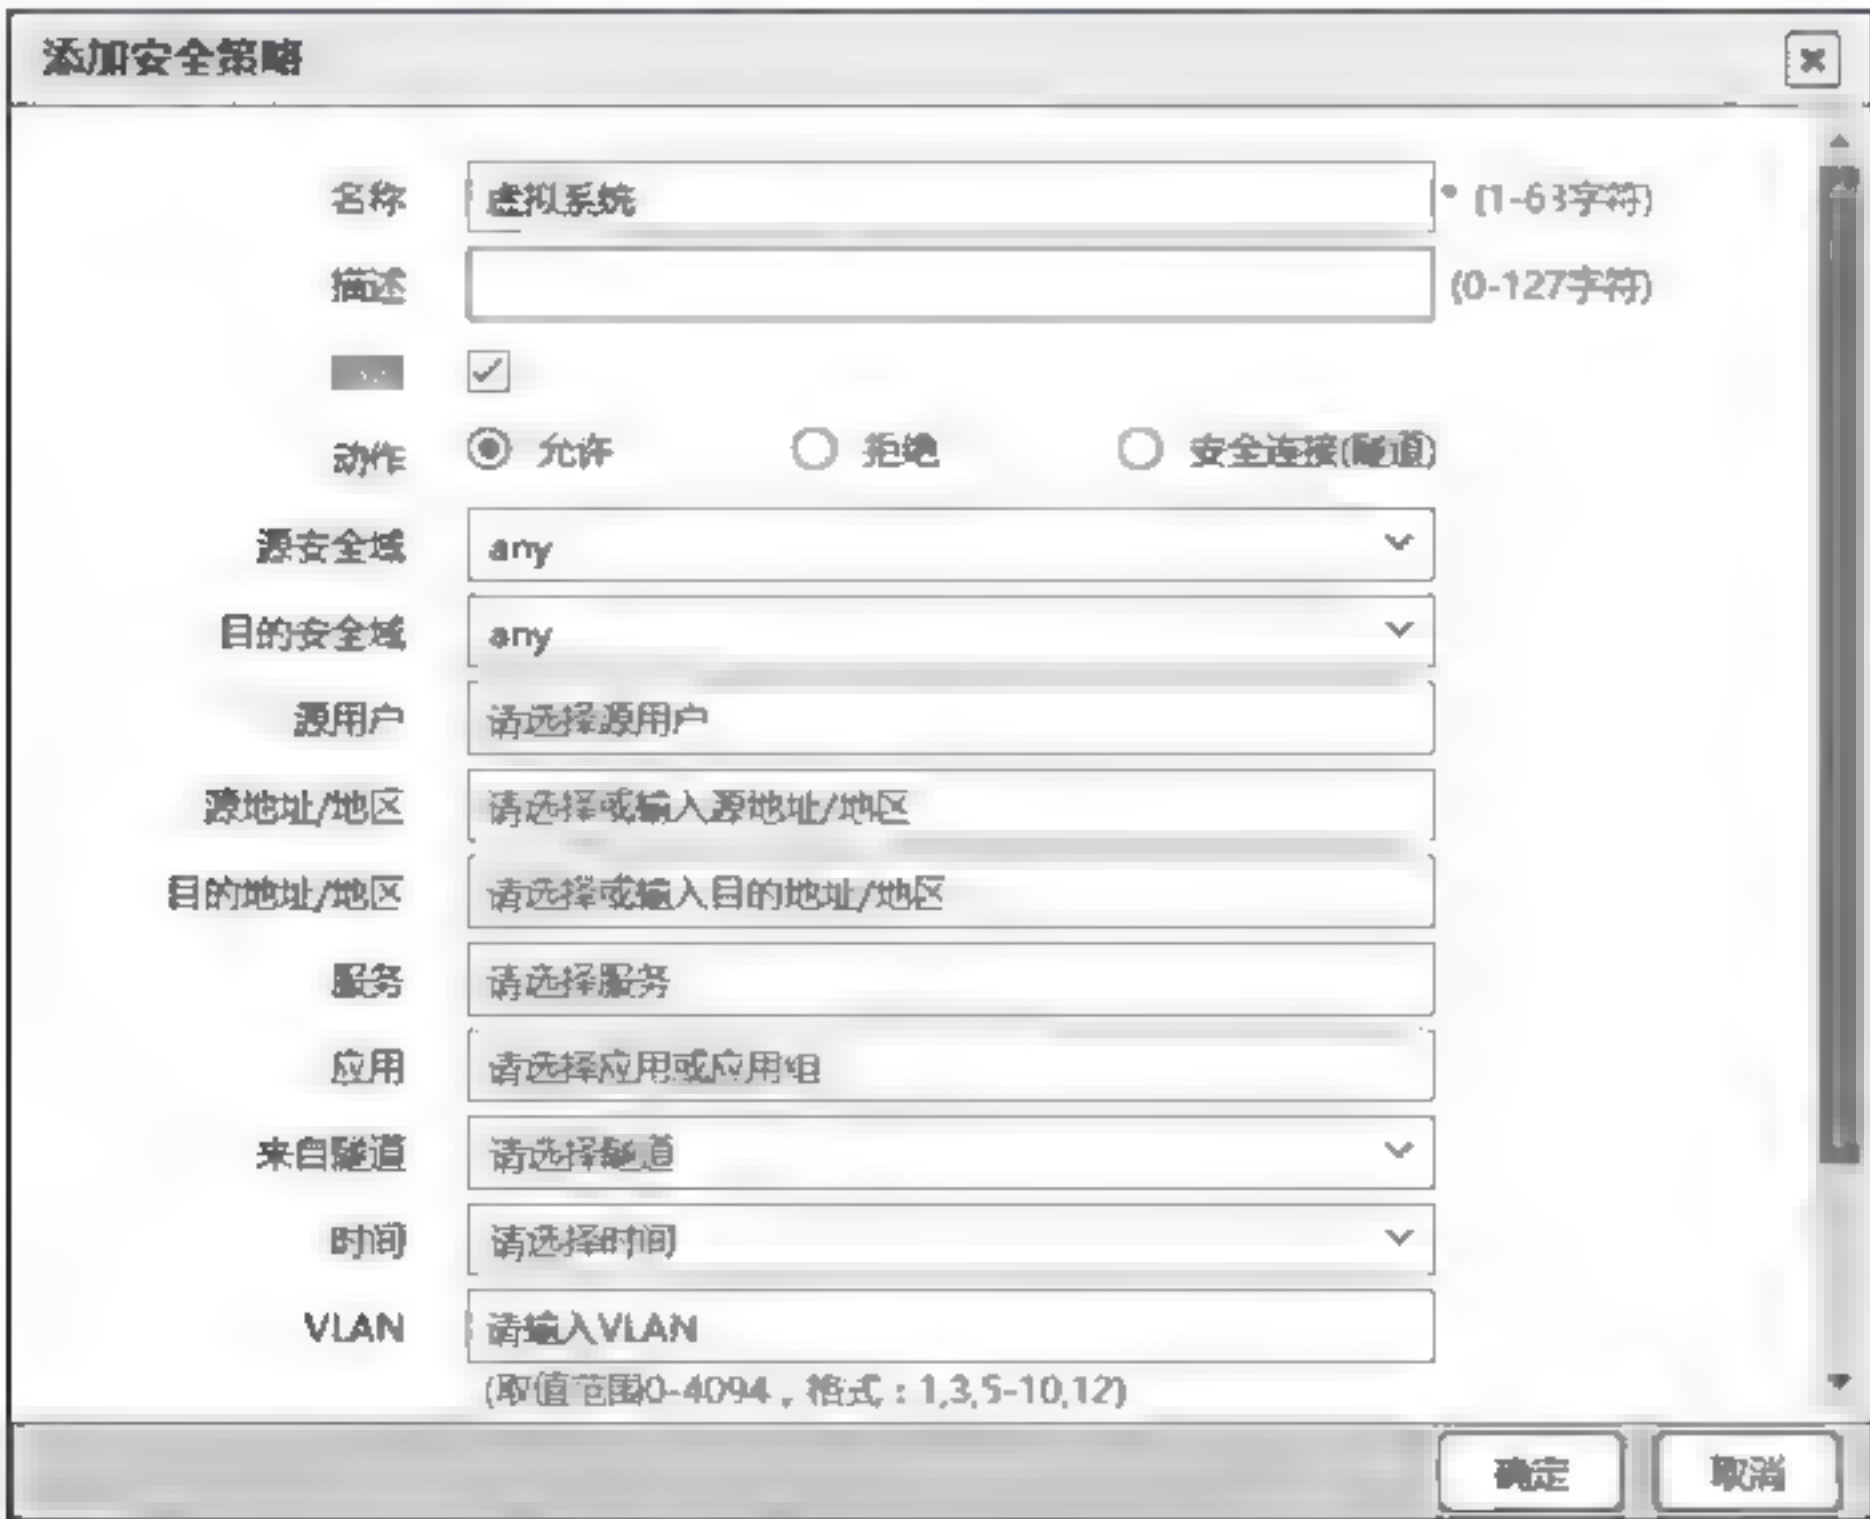 添加安全策略
名称 虚拟系统 * (1-63字符)
描述 (0-127字符)
动作 允许 拒绝 安全连接(隧道)
源安全域 any
目的安全域 any
源用户 请选择源用户
源地址/地区 请选择或输入源地址/地区
目的地址/地区 请选择或输入目的地址/地区
服务 请选择服务
应用 请选择应用或应用组
来自隧道 请选择隧道
时间 请选择时间
VLAN 请输入VLAN
(取值范围0-4094，格式：1,3,5-10,12)
确定 取消